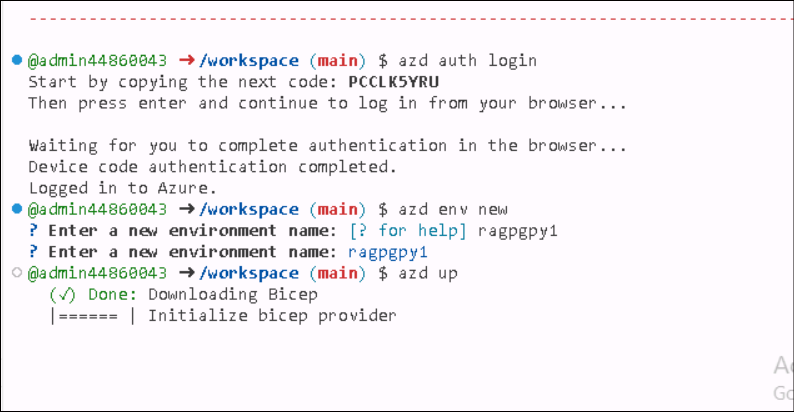 @admin44860043 ➜/workspace (main) $ azd auth login
Start by copying the next code: PCCLK5YRU
Then press enter and continue to log in from your browser...
Waiting for you to complete authentication in the browser...
Device code authentication completed.
Logged in to Azure.
@admin44860043 ➜/workspace (main) $ azd env new
? Enter a new environment name: [? for help] ragpgpy1
? Enter a new environment name: ragpgpy1
@admin44860043 ➜/workspace (main) $ azd up
(✓) Done: Downloading Bicep
|====== | Initialize bicep provider